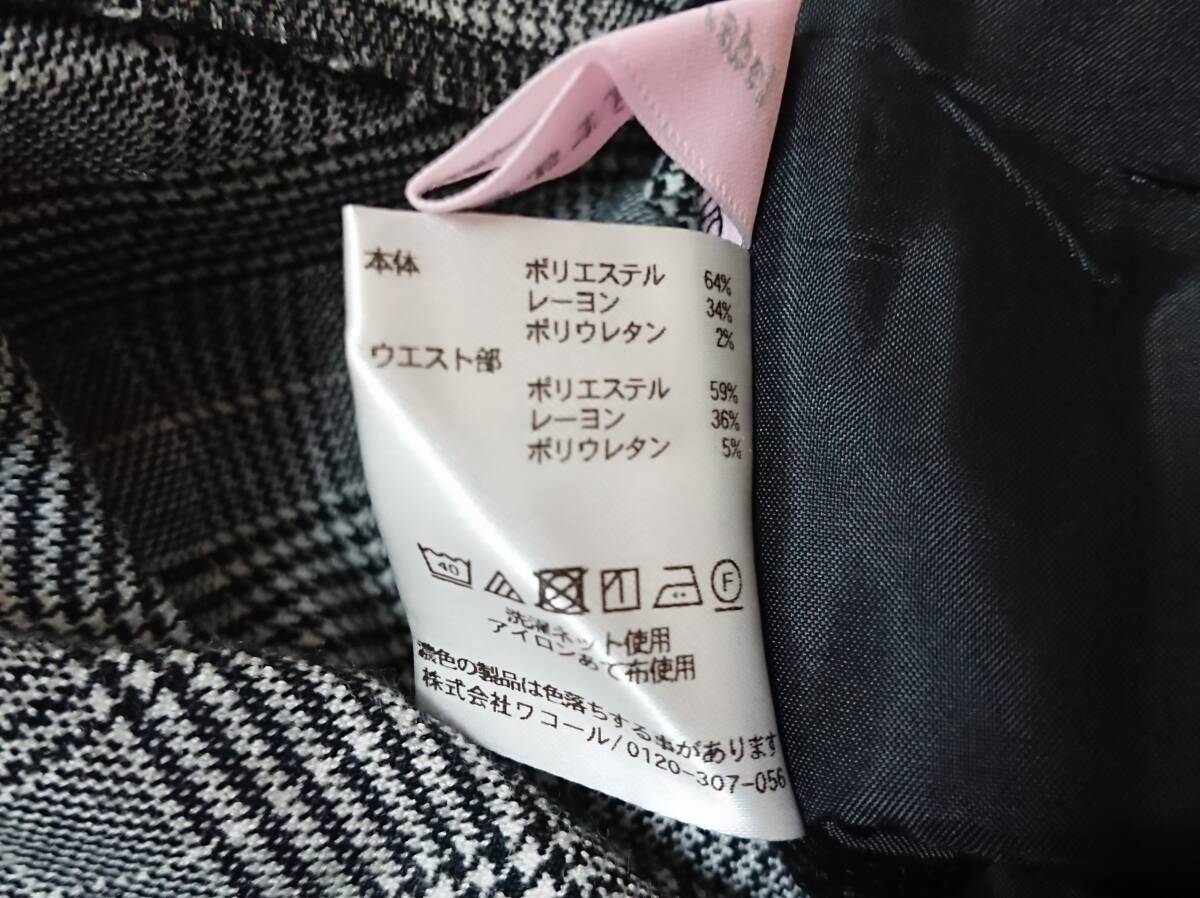 本体
ポリエステル 64%
レーヨン 34%
ポリウレタン 2%
ウエスト部
ポリエステル 59%
レーヨン 36%
ポリウレタン 5%
40 F
洗濯ネット使用
アイロンあて布使用
濃色の製品は色落ちする事があります
株式会社ワコール/0120-307-056